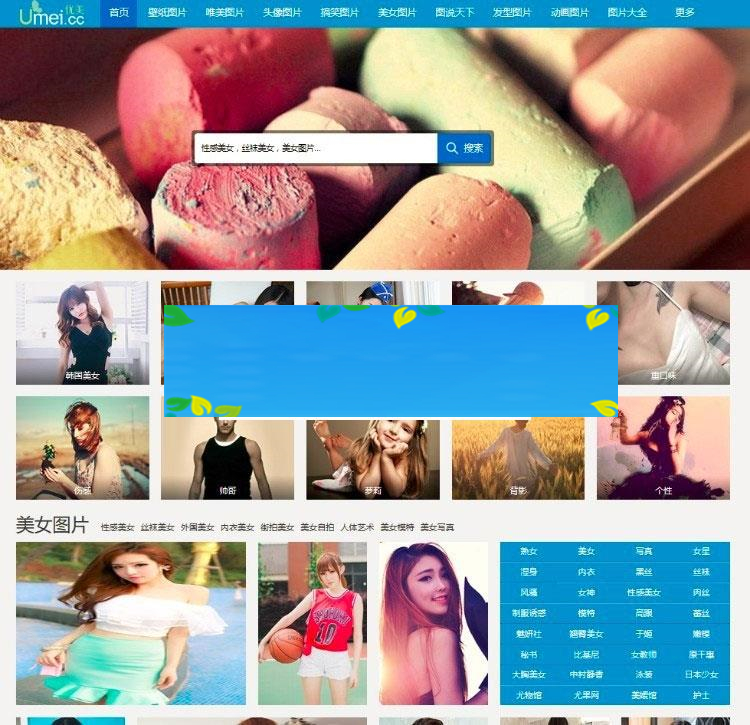 Umei.cc 优美
首页 壁纸图片 唯美图片 头像图片 搞笑图片 美女图片 图说天下 发型图片 动画图片 图片大全 更多
性感美女，丝袜美女，美女图片... 搜索
韩国美女 重口味
伤感 帅哥 萝莉 背影 个性
美女图片 性感美女 丝袜美女 外国美女 内衣美女 街拍美女 美女自拍 人体艺术 美女模特 美女写真
熟女 美女 写真 女星
湿身 内衣 黑丝 丝袜
风骚 女神 性感美女 肉丝
制服诱惑 模特 高跟 蕾丝
魅妍社 翘臀美女 于姬 嫩模
秘书 比基尼 女教师 原干惠
大胸美女 中村静香 泳装 日本少女
尤物馆 尤果网 美媛馆 护士